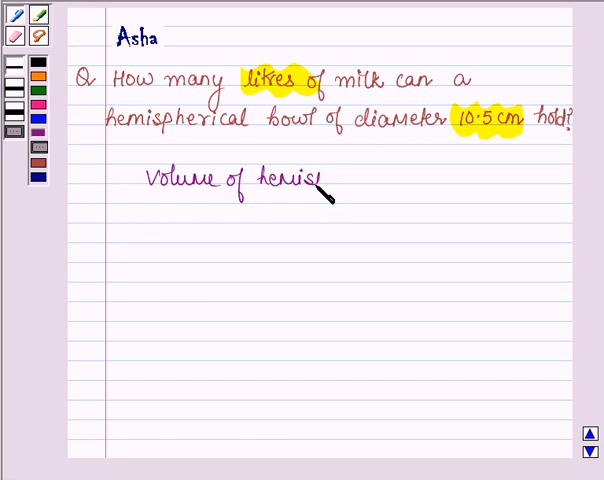 Asha
Q How many litres of milk can a
hemispherical bowl of diameter 10.5 cm hold?
Volume of hemis